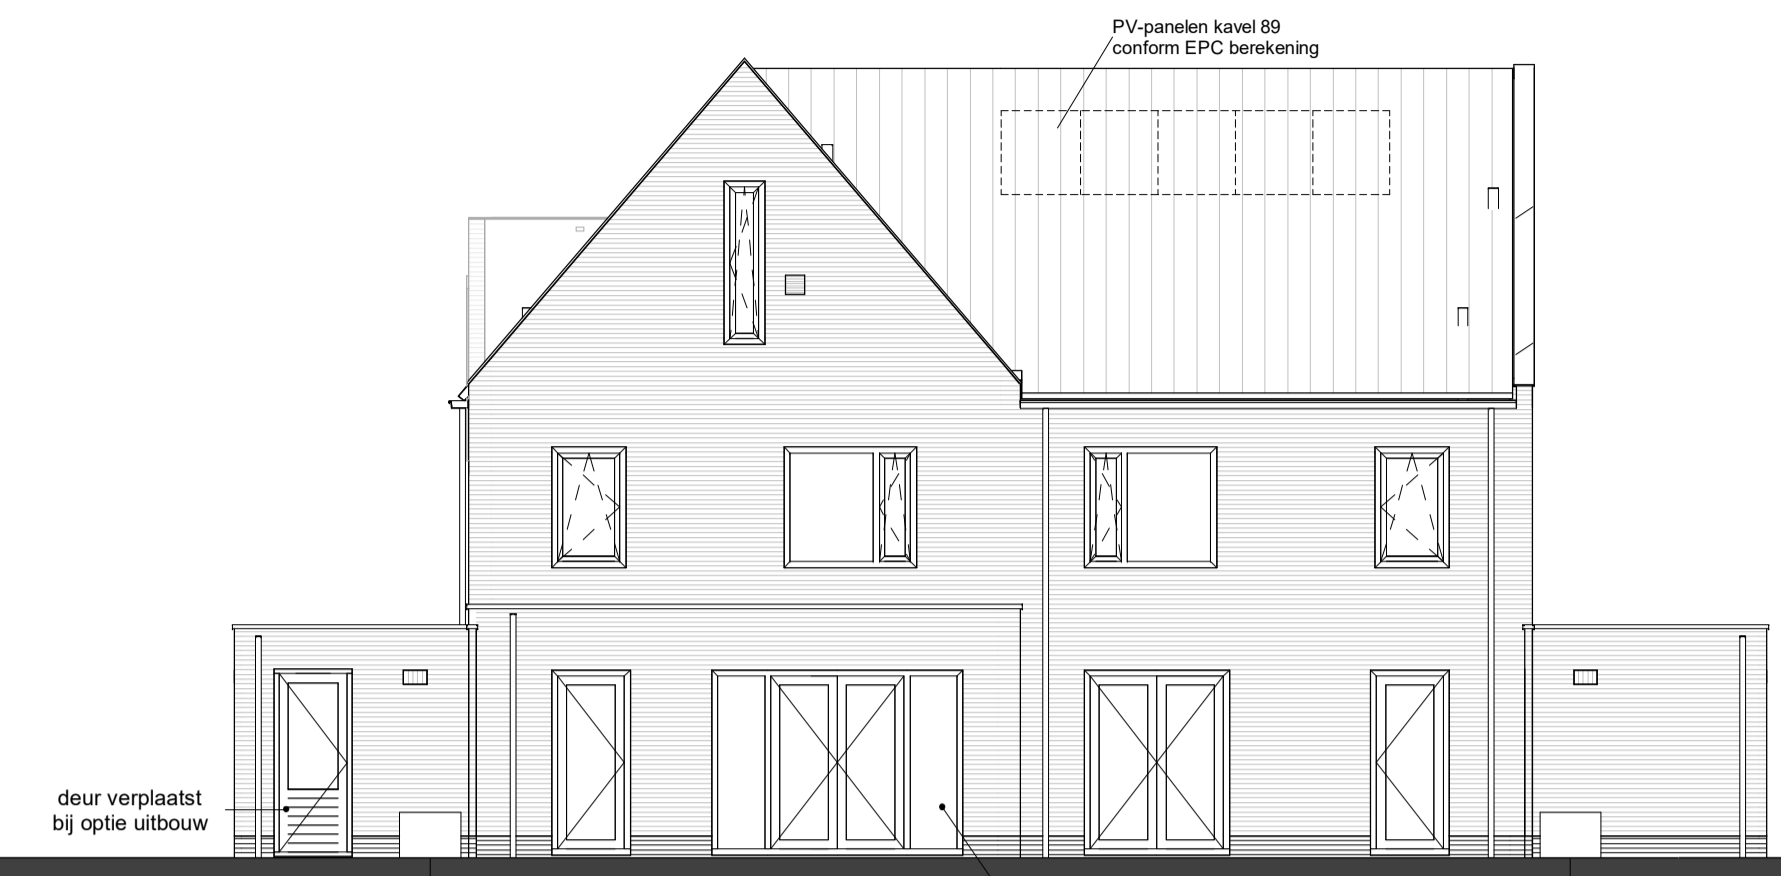 PV-panelen kavel 89
conform EPC berekening
deur verplaatst
bij optie uitbouw